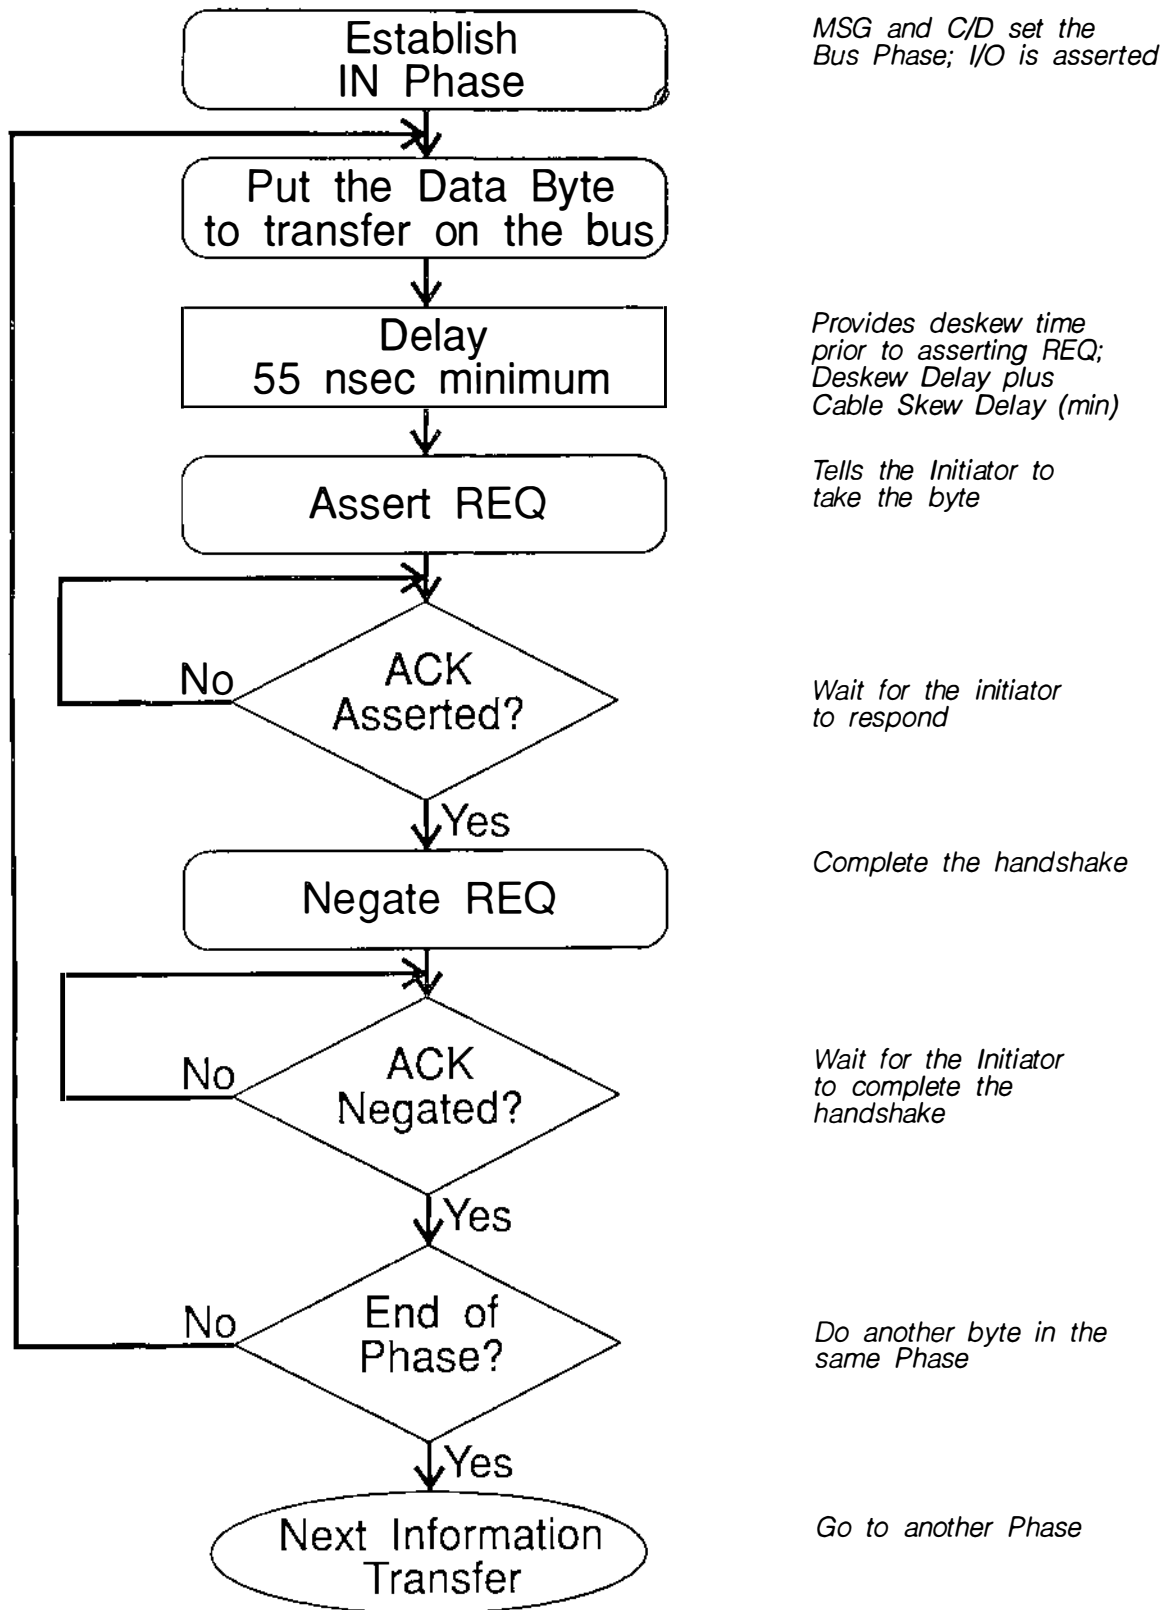 Establish
IN Phase
MSG and C/D set the
Bus Phase; I/O is asserted
Put the Data Byte
to transfer on the bus
Delay
55 nsec minimum
Provides deskew time
prior to asserting REQ;
Deskew Delay plus
Cable Skew Delay (min)
Assert REQ
Tells the Initiator to
take the byte
No
ACK
Asserted?
Wait for the initiator
to respond
Yes
Negate REQ
Complete the handshake
No
ACK
Negated?
Wait for the Initiator
to complete the
handshake
Yes
No
End of
Phase?
Do another byte in the
same Phase
Yes
Next Information
Transfer
Go to another Phase